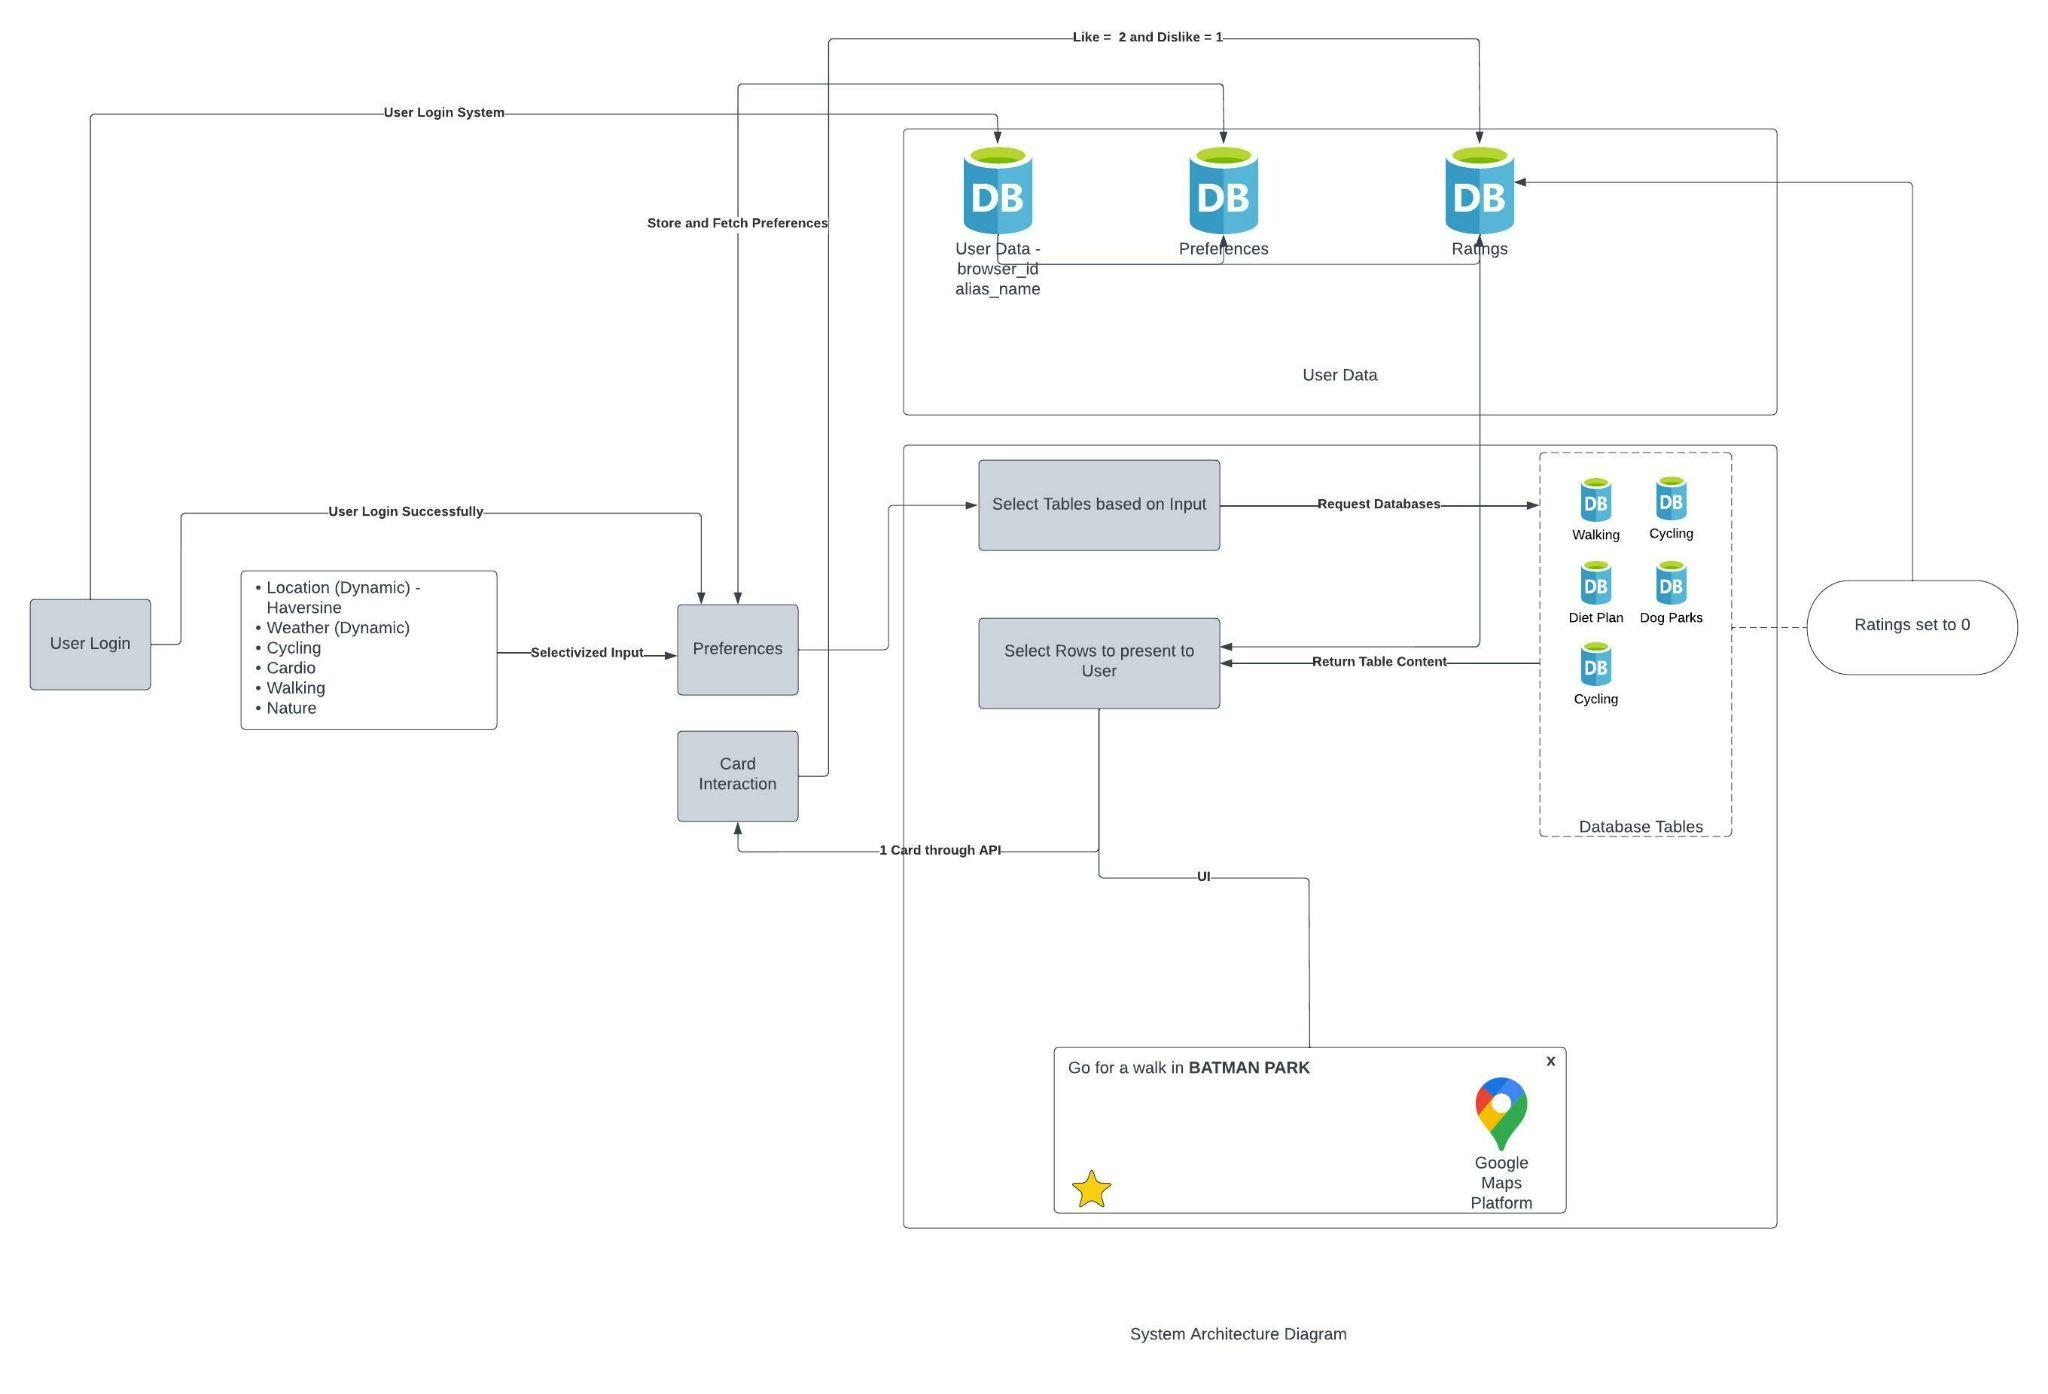 Like =  2 and Dislike = 1
User Login System
DB
DB
DB
Store and Fetch Preferences
User Data -
browser_id
alias_name
Preferences
Ratings
User Data
User Login Successfully
Select Tables based on Input
Request Databases
DB
Walking
DB
Cycling
DB
Diet Plan
DB
Dog Parks
DB
Cycling
Database Tables
Ratings set to 0
User Login
• Location (Dynamic) -
Haversine
• Weather (Dynamic)
• Cycling
• Cardio
• Walking
• Nature
Selectivized Input
Preferences
Select Rows to present to
User
Return Table Content
Card
Interaction
1 Card through API
UI
Go for a walk in BATMAN PARK
x
Google
Maps
Platform
System Architecture Diagram